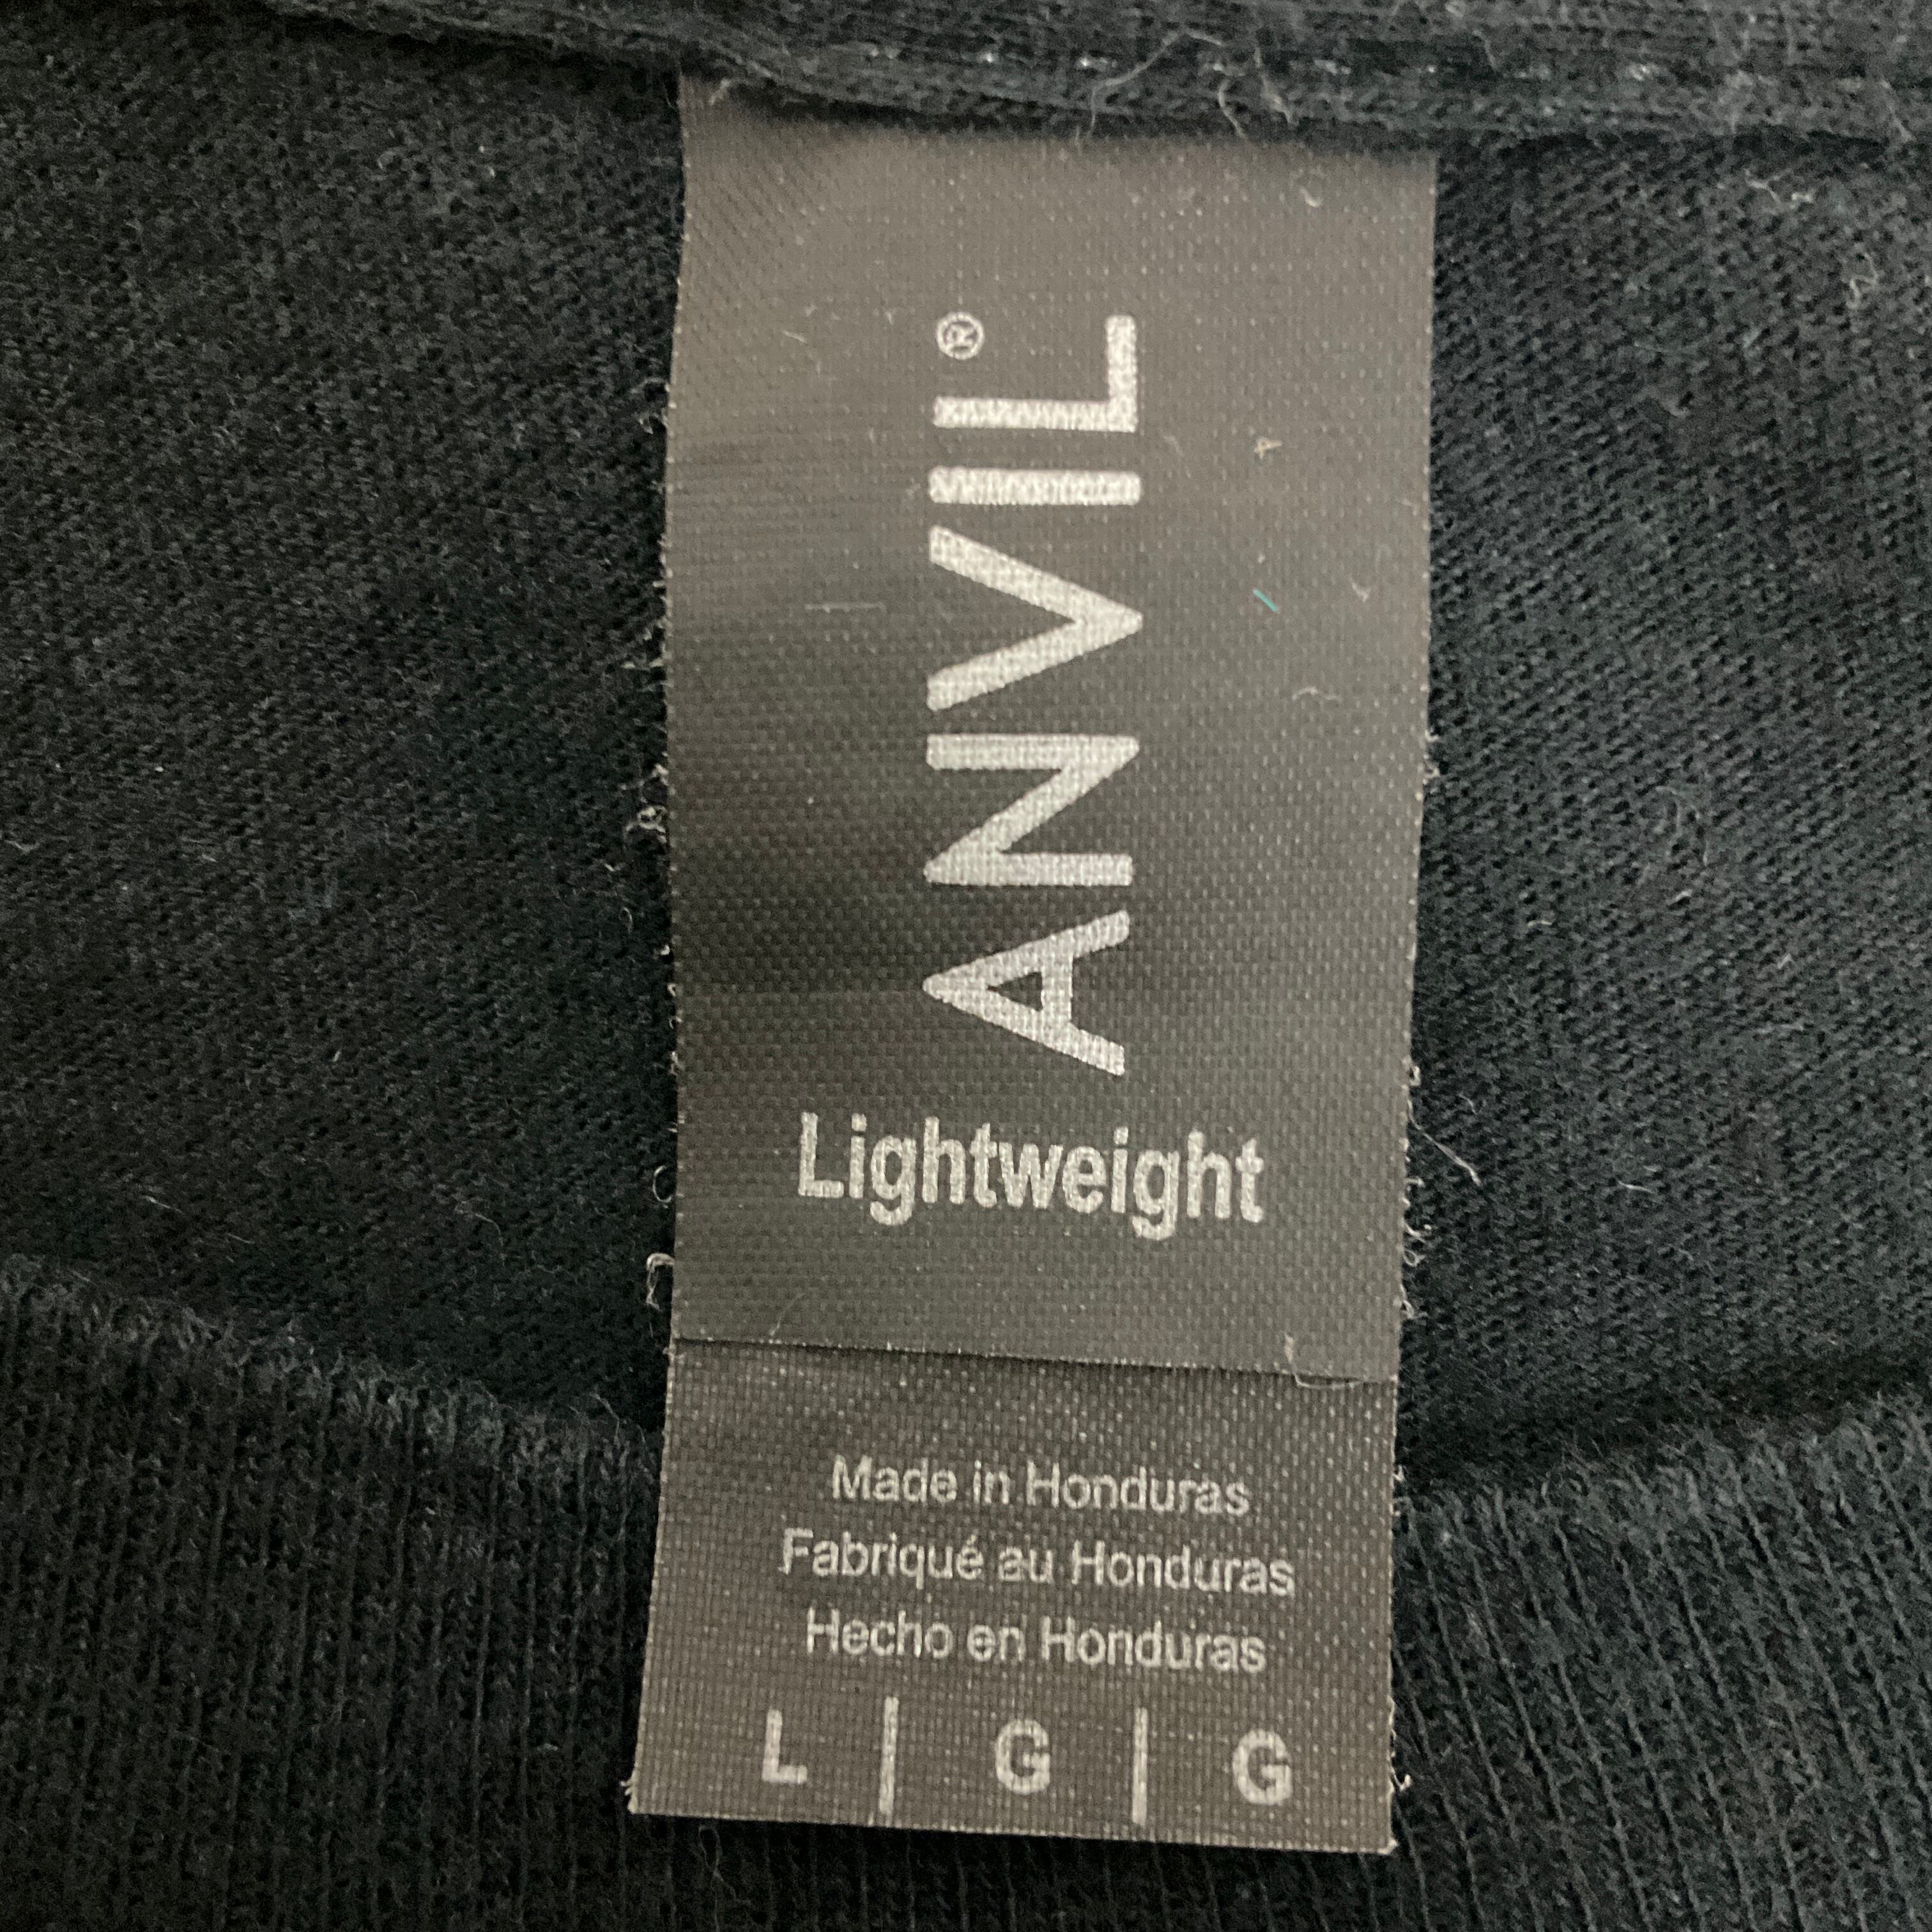 ANVIL®
Lightweight
Made in Honduras
Fabriqué au Honduras
Hecho en Honduras
L | G | G